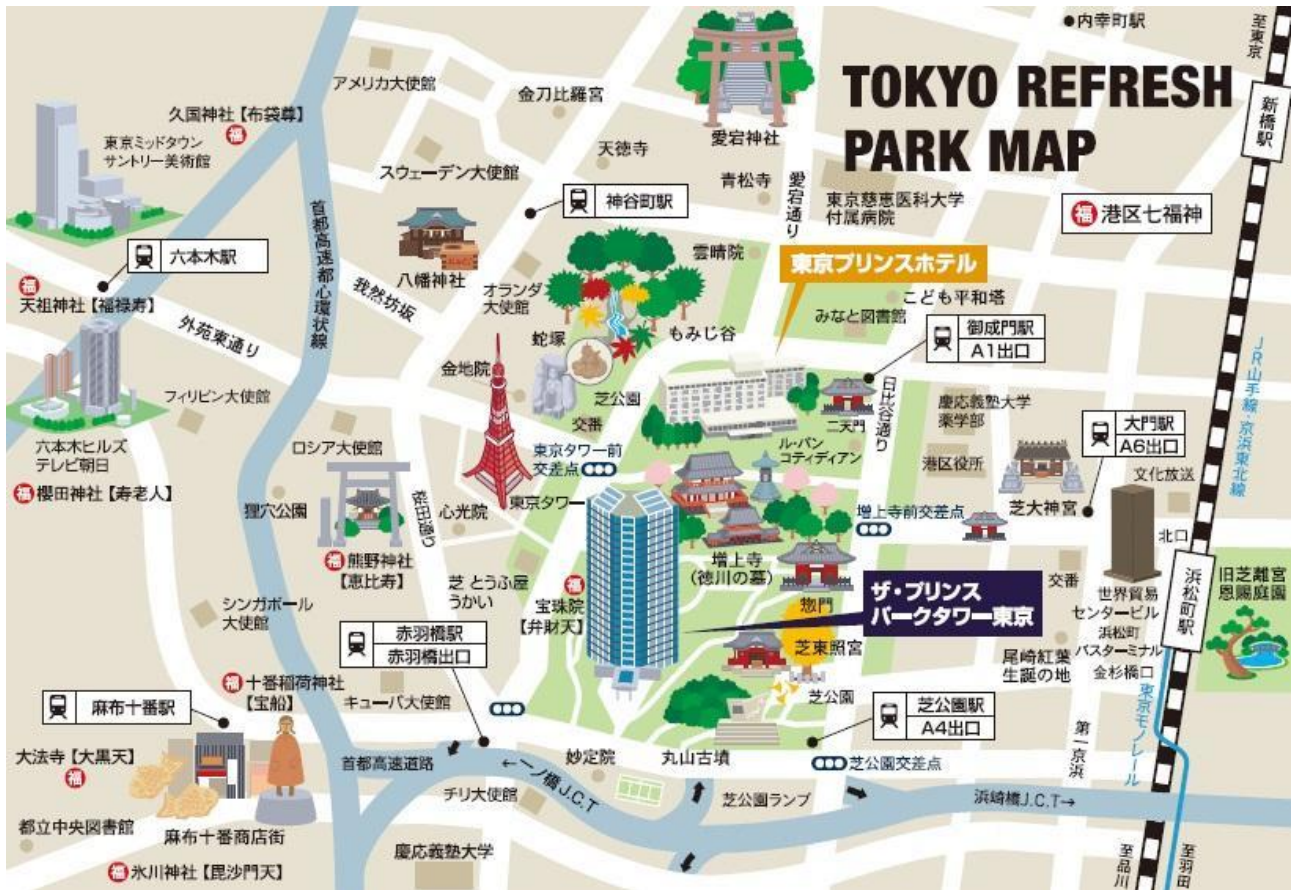 TOKYO REFRESH
PARK MAP
福 港区七福神
内幸町駅
至東京
新橋駅
アメリカ大使館
金刀比羅宮
愛宕神社
久国神社【布袋尊】
福
東京ミッドタウン
サントリー美術館
天徳寺
スウェーデン大使館
青松寺
愛宕通り
東京慈恵医科大学
付属病院
神谷町駅
六本木駅
首都高速都心環状線
八幡神社
雲晴院
東京プリンスホテル
福
天祖神社【福禄寿】
我然坊坂
オランダ
大使館
こども平和塔
みなと図書館
外苑東通り
蛇塚
もみじ谷
御成門駅
A1出口
金地院
芝公園
JR山手線・京浜東北線
フィリピン大使館
日比谷通り
慶応義塾大学
薬学部
大門駅
A6出口
交番
二天門
六本木ヒルズ
テレビ朝日
ロシア大使館
東京タワー前
交差点
ル・パン
コティディアン
港区役所
文化放送
福 櫻田神社【寿老人】
狸穴公園
桜田通り
心光院
東京タワー
増上寺前交差点
芝大神宮
北口
福 熊野神社
【恵比寿】
増上寺
(徳川の墓)
浜松町駅
旧芝離宮
恩賜庭園
芝 とうふ屋
うかい
福
宝珠院
【弁財天】
惣門
ザ・プリンス
パークタワー東京
交番
世界貿易
センタービル
浜松町
バスターミナル
金杉橋口
シンガポール
大使館
赤羽橋駅
赤羽橋出口
芝東照宮
尾崎紅葉
生誕の地
福 十番稲荷神社
【宝船】
キューバ大使館
芝公園
麻布十番駅
芝公園駅
A4出口
第一京浜
東京モノレール
大法寺【大黒天】
福
首都高速道路
妙定院
丸山古墳
芝公園交差点
←一ノ橋J.C.T
チリ大使館
芝公園ランプ
浜崎橋J.C.T→
都立中央図書館
麻布十番商店街
慶応義塾大学
福 氷川神社【毘沙門天】
至品川
至羽田